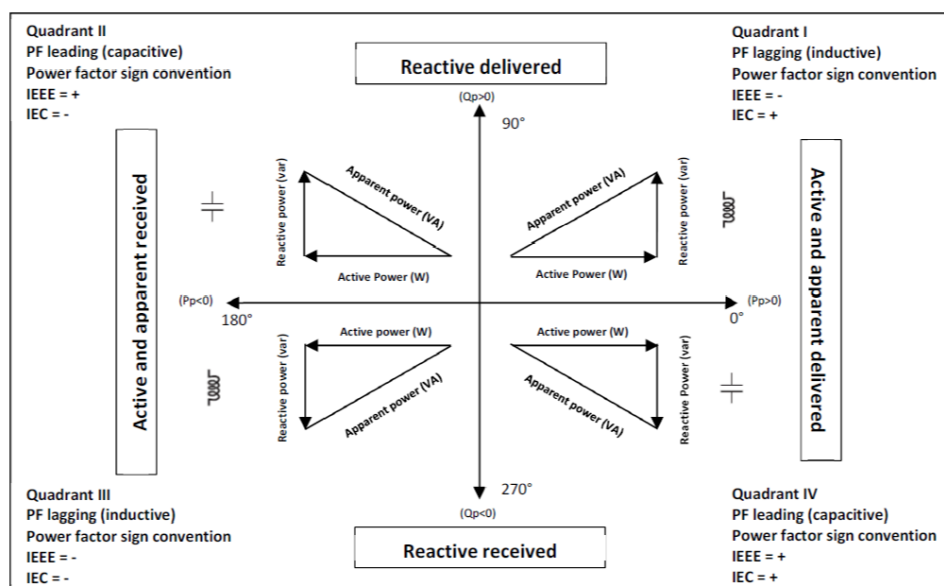 Quadrant II
PF leading (capacitive)
Power factor sign convention
IEEE = +
IEC = -
Reactive delivered
(Qp>0)
90°
Quadrant I
PF lagging (inductive)
Power factor sign convention
IEEE = -
IEC = +
Active and apparent received
Reactive power (var)
Apparent power (VA)
Active Power (W)
Apparent power (VA)
Active Power (W)
Reactive power (var)
Active and apparent delivered
(Pp<0)
180°
0°
(Pp>0)
Active power (W)
Reactive power (var)
Apparent power (VA)
Active power (W)
Apparent power (VA)
Reactive Power (var)
270°
(Qp<0)
Reactive received
Quadrant III
PF lagging (inductive)
Power factor sign convention
IEEE = -
IEC = -
Quadrant IV
PF leading (capacitive)
Power factor sign convention
IEEE = +
IEC = +